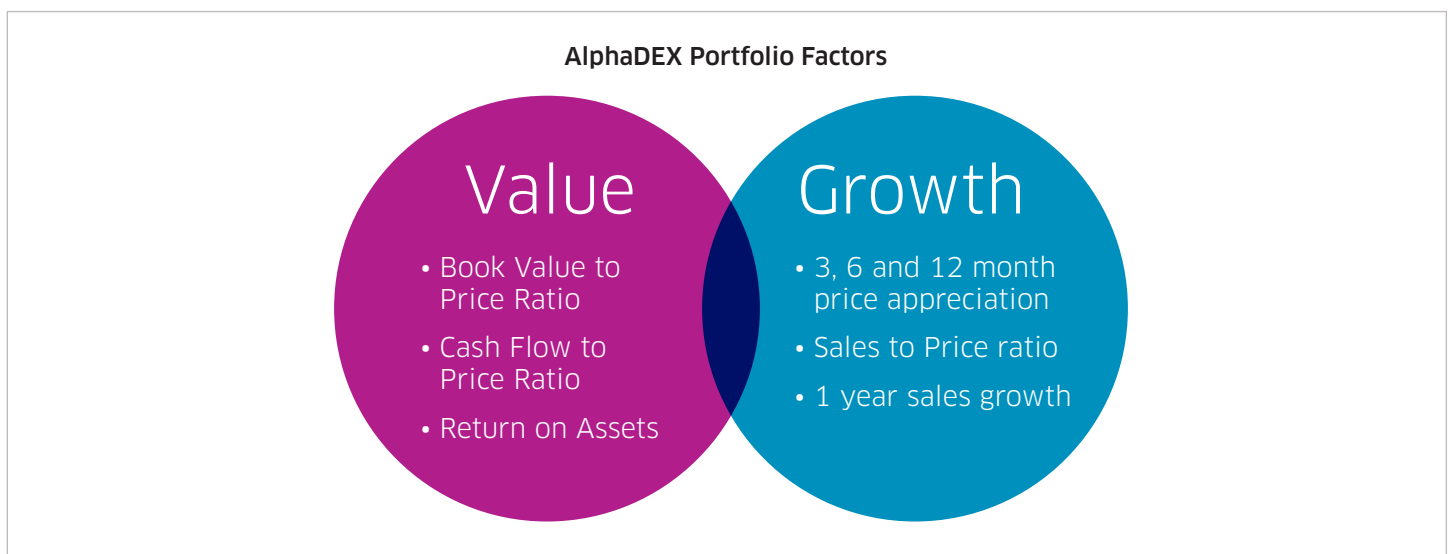 AlphaDEX Portfolio Factors
Value
• Book Value to
Price Ratio
• Cash Flow to
Price Ratio
• Return on Assets
Growth
• 3, 6 and 12 month
price appreciation
• Sales to Price ratio
• 1 year sales growth